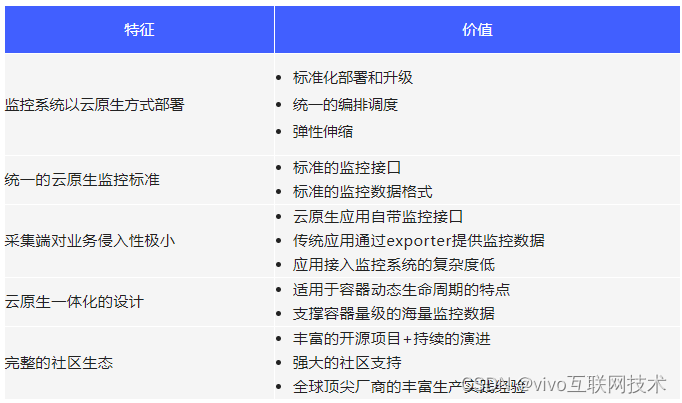 特征
价值
监控系统以云原生方式部署
• 标准化部署和升级
• 统一的编排调度
• 弹性伸缩
统一的云原生监控标准
• 标准的监控接口
• 标准的监控数据格式
采集端对业务侵入性极小
• 云原生应用自带监控接口
• 传统应用通过exporter提供监控数据
• 应用接入监控系统的复杂度低
云原生一体化的设计
• 适用于容器动态生命周期的特点
• 支撑容器量级的海量监控数据
完整的社区生态
• 丰富的开源项目+持续的演进
• 强大的社区支持
• 全球顶尖厂商的丰富生产实践经验
CSDN @vivo互联网技术